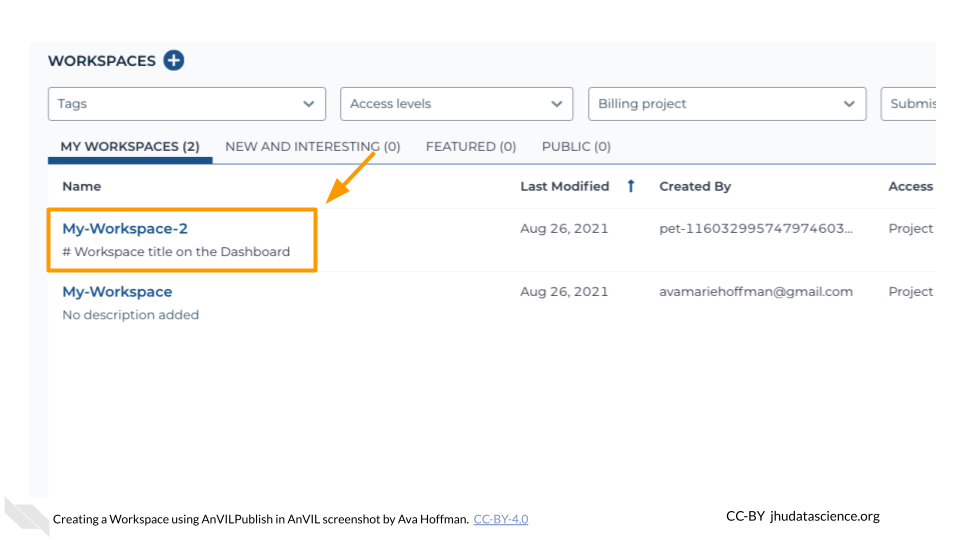 WORKSPACES
Tags Access levels Billing project Submis
MY WORKSPACES (2) NEW AND INTERESTING (0) FEATURED (0) PUBLIC (0)
Name Last Modified Created By Access
My-Workspace-2 Aug 26, 2021 pet-116032995747974603... Project
# Workspace title on the Dashboard
My-Workspace Aug 26, 2021 avamariehoffman@gmail.com Project
No description added
Creating a Workspace using AnVILPublish in AnVIL screenshot by Ava Hoffman. CC-BY-4.0 CC-BY jhudatascience.org